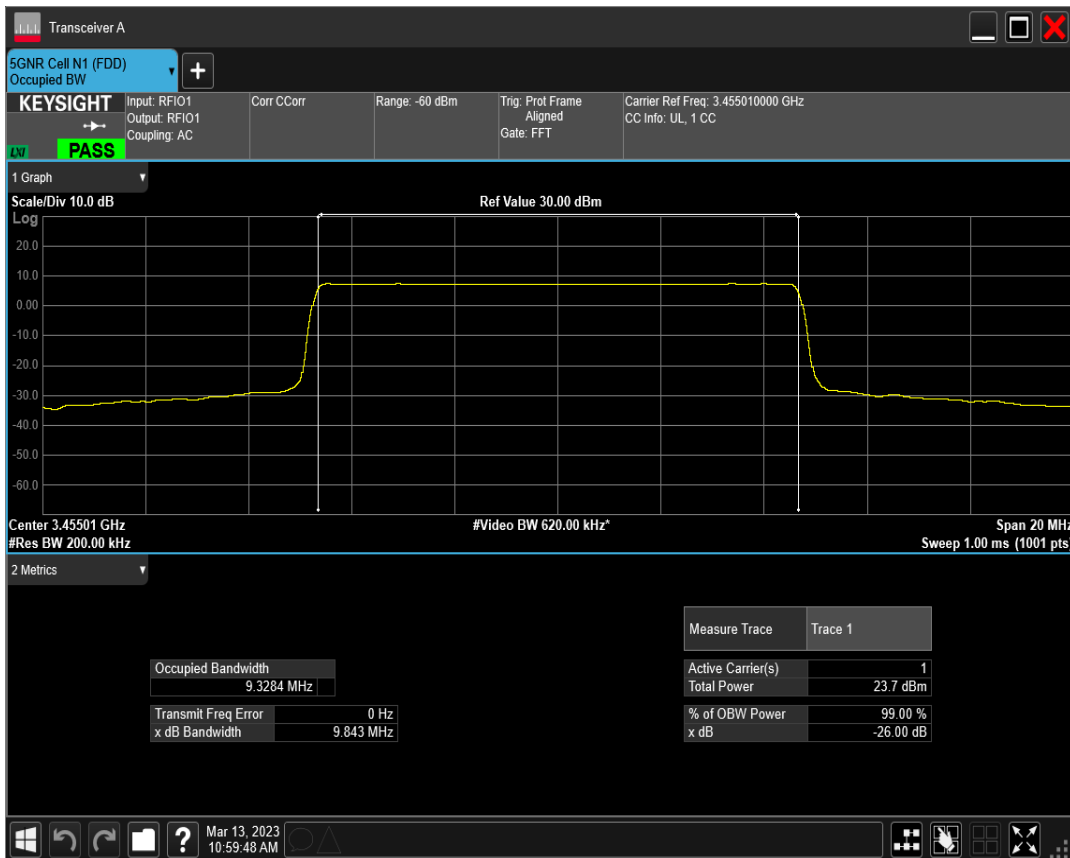 Transceiver A
5GNR Cell N1 (FDD)
Occupied BW
+
KEYSIGHT
LXI
PASS
Input: RFIO1
Output: RFIO1
Coupling: AC
Corr CCorr
Range: -60 dBm
Trig: Prot Frame
Aligned
Gate: FFT
Carrier Ref Freq: 3.455010000 GHz
CC Info: UL, 1 CC
1 Graph
Scale/Div 10.0 dB
Ref Value 30.00 dBm
Log
20.0
10.0
0.00
-10.0
-20.0
-30.0
-40.0
-50.0
-60.0
Center 3.45501 GHz
#Video BW 620.00 kHz*
Span 20 MHz
#Res BW 200.00 kHz
Sweep 1.00 ms (1001 pts)
2 Metrics
Measure Trace Trace 1
Occupied Bandwidth
9.3284 MHz
Active Carrier(s) 1
Total Power 23.7 dBm
Transmit Freq Error 0 Hz
x dB Bandwidth 9.843 MHz
% of OBW Power 99.00 %
x dB -26.00 dB
?
Mar 13, 2023
10:59:48 AM